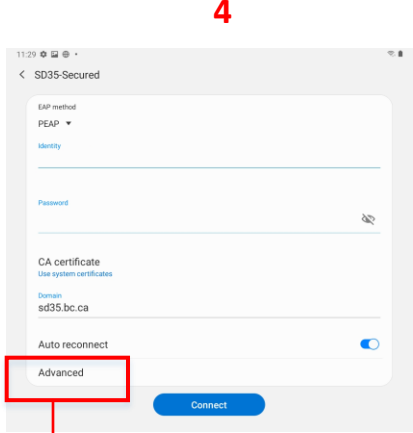 4
11:29
SD35-Secured
EAP method
PEAP
Identity
Password
CA certificate
Use system certificates
Domain
sd35.bc.ca
Auto reconnect
Advanced
Connect